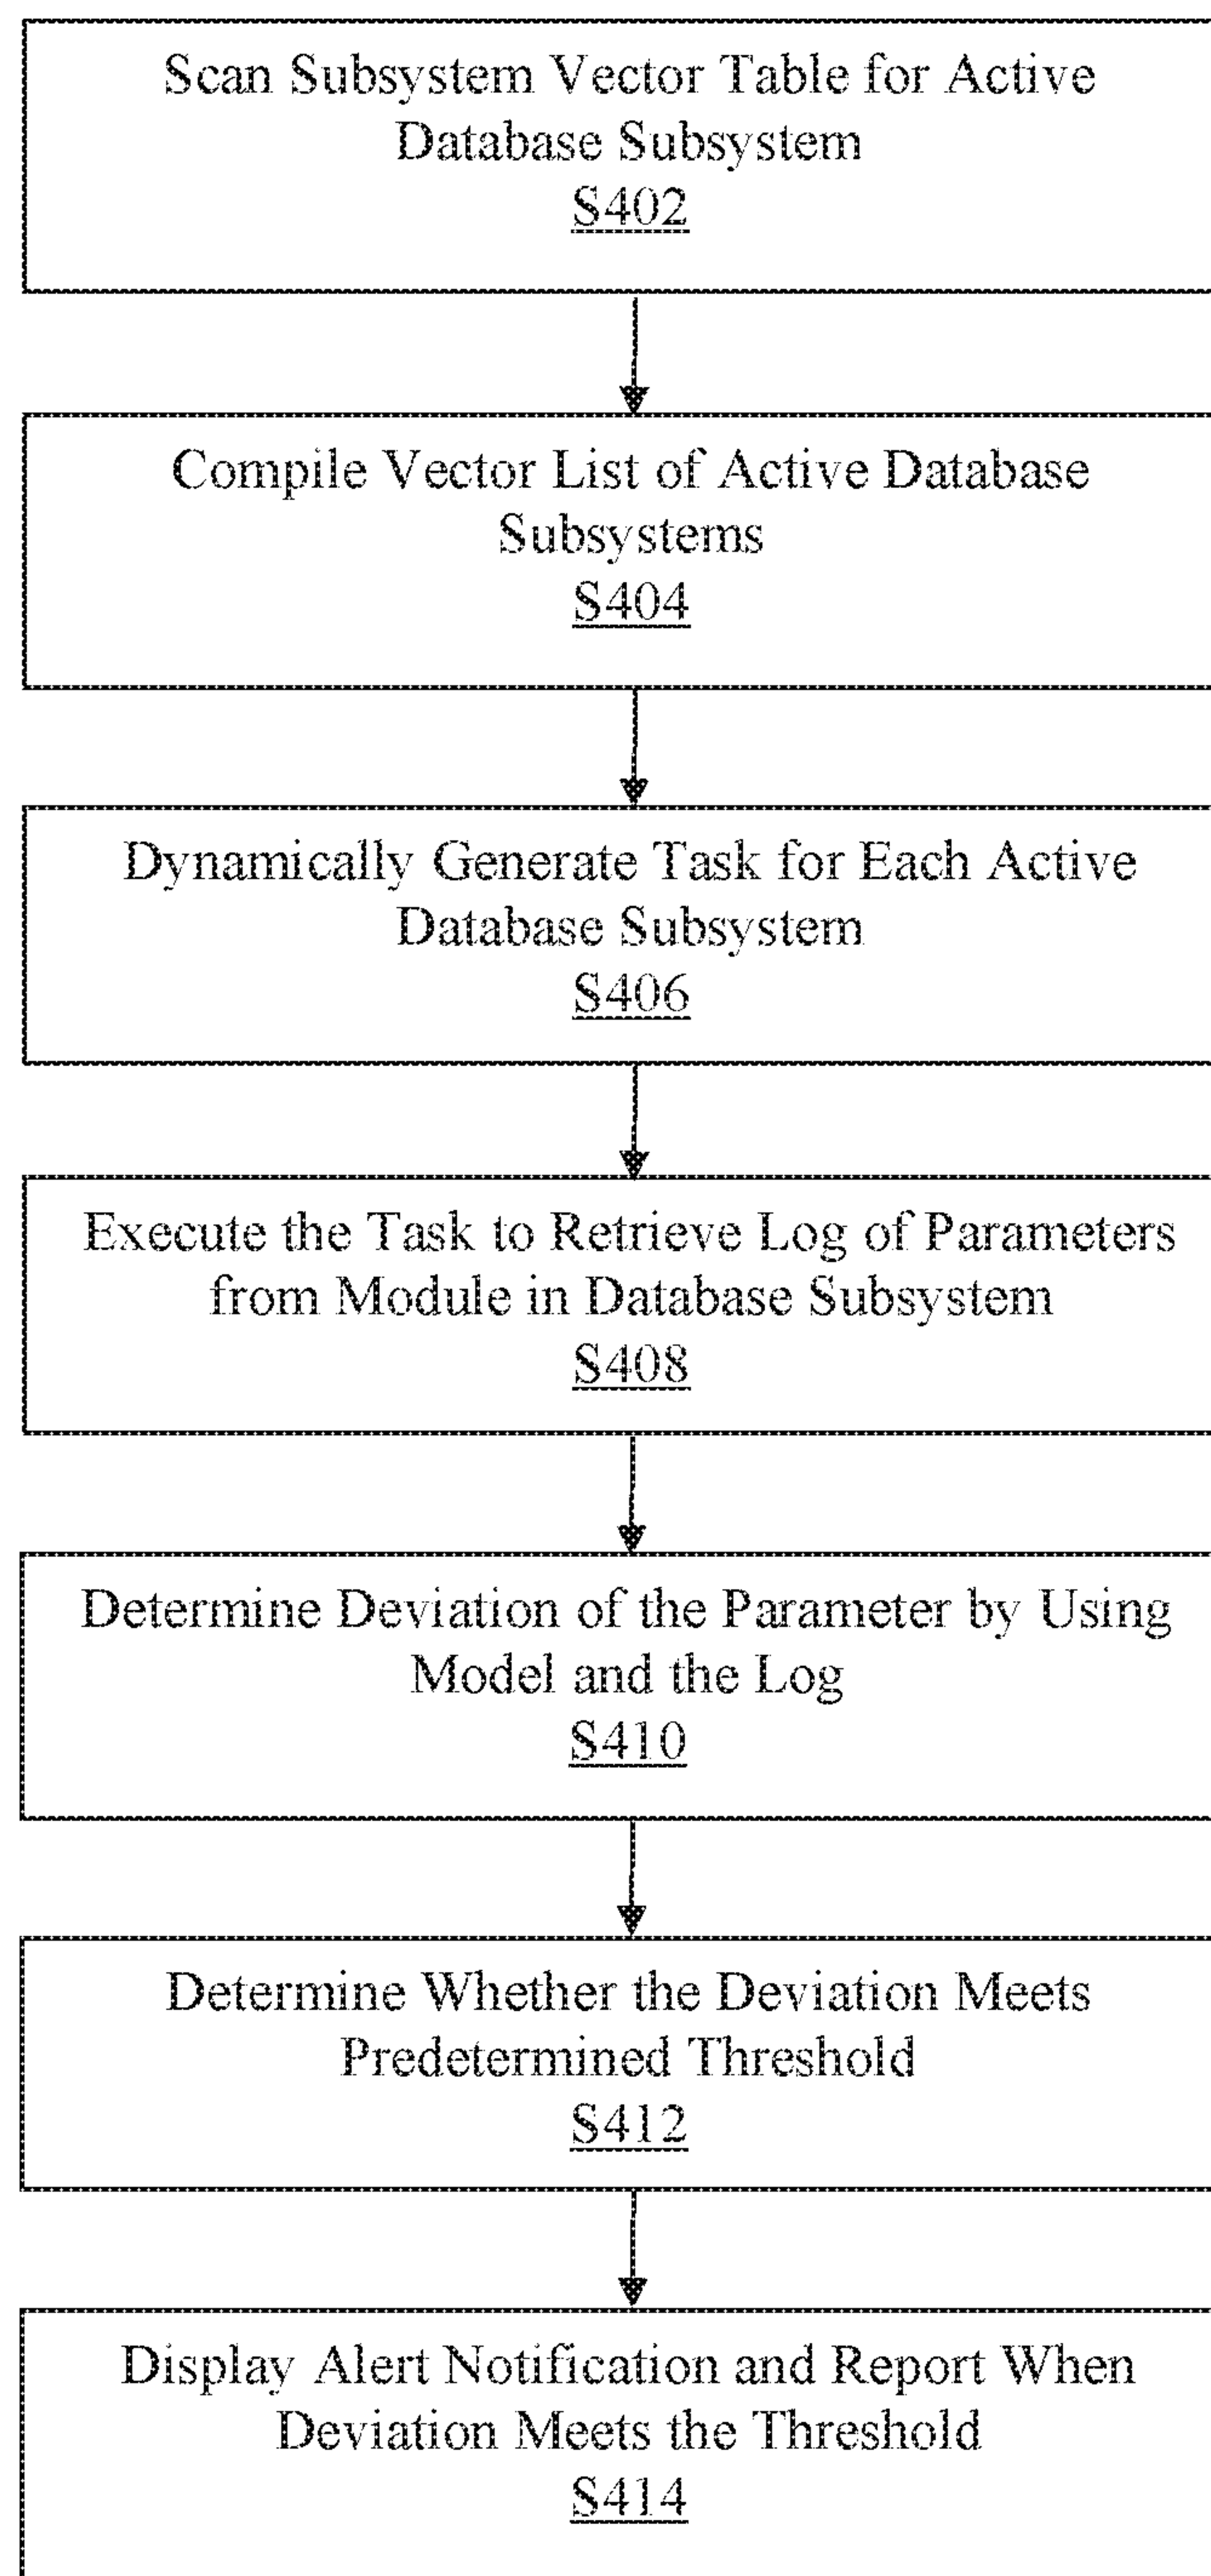 Scan Subsystem Vector Table for Active
Database Subsystem
S402
Compile Vector List of Active Database
Subsystems
S404
Dynamically Generate Task for Each Active
Database Subsystem
S406
Execute the Task to Retrieve Log of Parameters
from Module in Database Subsystem
S408
Determine Deviation of the Parameter by Using
Model and the Log
S410
Determine Whether the Deviation Meets
Predetermined Threshold
S412
Display Alert Notification and Report When
Deviation Meets the Threshold
S414